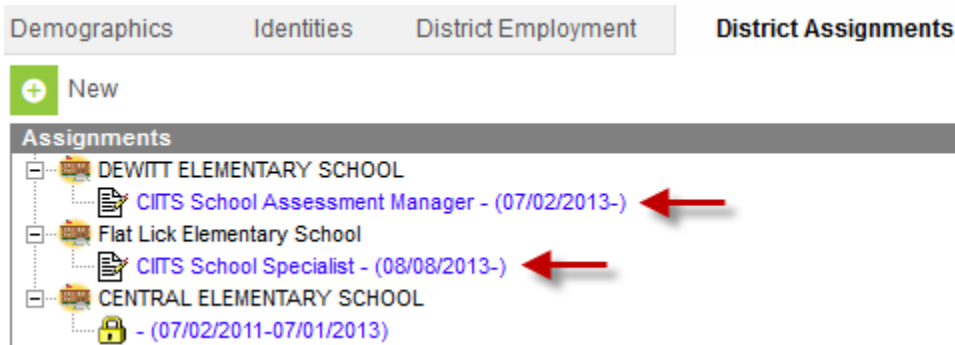 Demographics Identities District Employment District Assignments
New
Assignments
DEWITT ELEMENTARY SCHOOL
CIITS School Assessment Manager - (07/02/2013-)
Flat Lick Elementary School
CIITS School Specialist - (08/08/2013-)
CENTRAL ELEMENTARY SCHOOL
- (07/02/2011-07/01/2013)